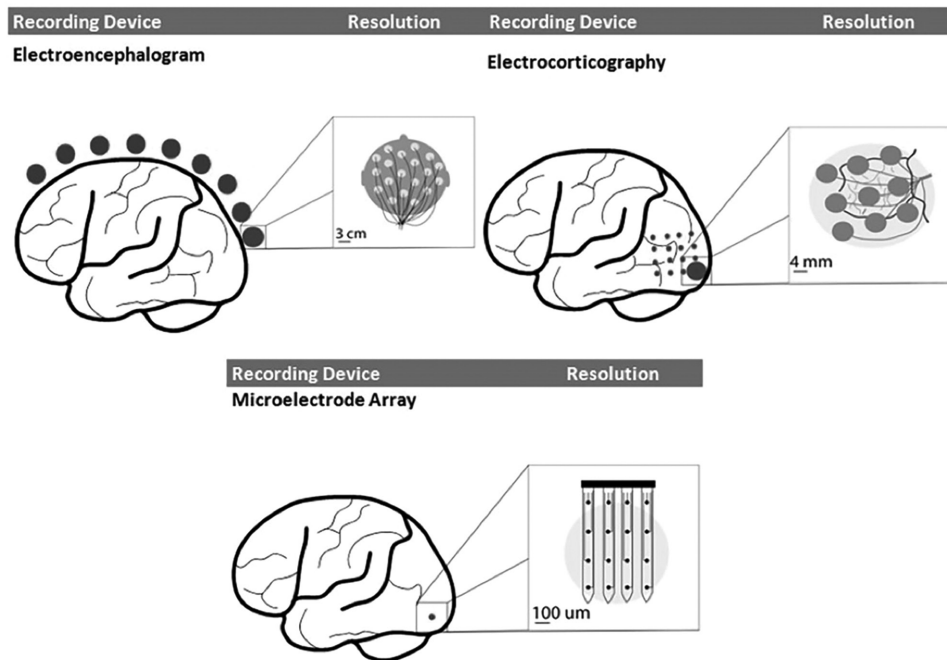 Recording Device Resolution
Electroencephalogram
3 cm
Recording Device Resolution
Electrocorticography
4 mm
Recording Device Resolution
Microelectrode Array
100 um